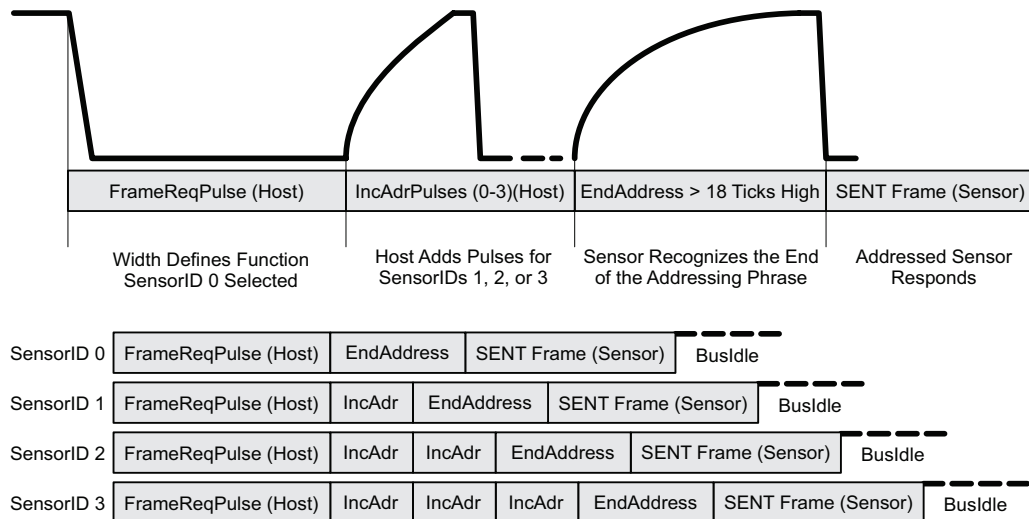 FrameReqPulse (Host) IncAdrPulses (0-3)(Host) EndAddress > 18 Ticks High SENT Frame (Sensor)
Width Defines Function
SensorID 0 Selected
Host Adds Pulses for
SensorIDs 1, 2, or 3
Sensor Recognizes the End
of the Addressing Phrase
Addressed Sensor
Responds
SensorID 0 FrameReqPulse (Host) EndAddress SENT Frame (Sensor) BusIdle
SensorID 1 FrameReqPulse (Host) IncAdr EndAddress SENT Frame (Sensor) BusIdle
SensorID 2 FrameReqPulse (Host) IncAdr IncAdr EndAddress SENT Frame (Sensor) BusIdle
SensorID 3 FrameReqPulse (Host) IncAdr IncAdr IncAdr EndAddress SENT Frame (Sensor) BusIdle